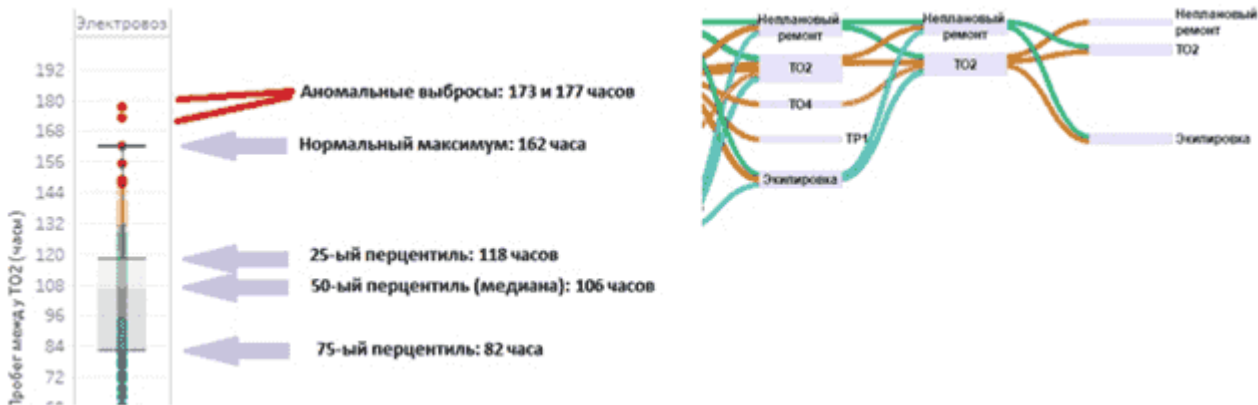 Электровоз
192
180
168
156
144
132
120
108
96
84
72
Пробег между ТО2 (часы)
Аномальные выбросы: 173 и 177 часов
Нормальный максимум: 162 часа
25-ый перцентиль: 118 часов
50-ый перцентиль (медиана): 106 часов
75-ый перцентиль: 82 часа
Неплановый
ремонт
ТО2
ТО4
ТР1
Экипировка
Неплановый
ремонт
ТО2
Неплановый
ремонт
ТО2
Экипировка